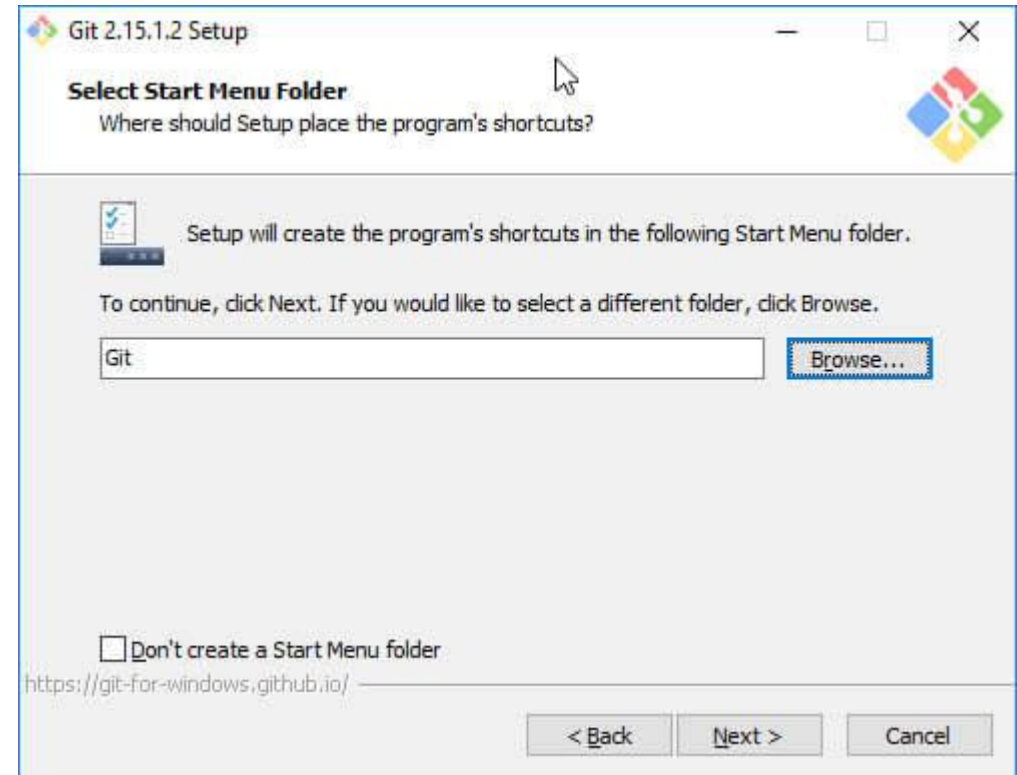 Git 2.15.1.2 Setup
Select Start Menu Folder
Where should Setup place the program's shortcuts?
Setup will create the program's shortcuts in the following Start Menu folder.
To continue, click Next. If you would like to select a different folder, click Browse.
Git
Browse...
Don't create a Start Menu folder
https://git-for-windows.github.io/
< Back
Next >
Cancel